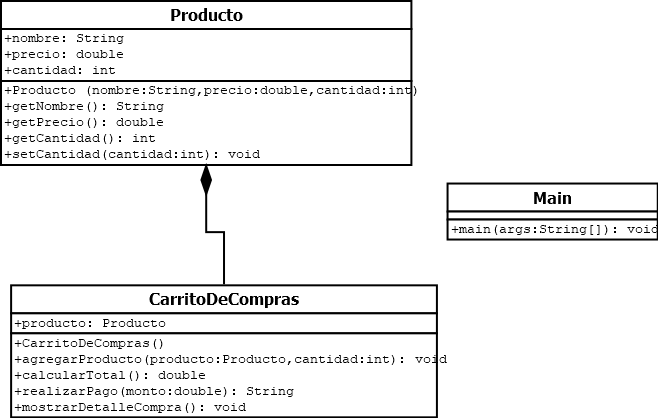 Producto
+nombre: String
+precio: double
+cantidad: int
+Producto (nombre:String,precio:double,cantidad:int)
+getNombre(): String
+getPrecio(): double
+getCantidad(): int
+setCantidad(cantidad:int): void
Main
+main(args:String[]): void
CarritoDeCompras
+producto: Producto
+CarritoDeCompras()
+agregarProducto(producto:Producto,cantidad:int): void
+calcularTotal(): double
+realizarPago(monto:double): String
+mostrarDetalleCompra(): void